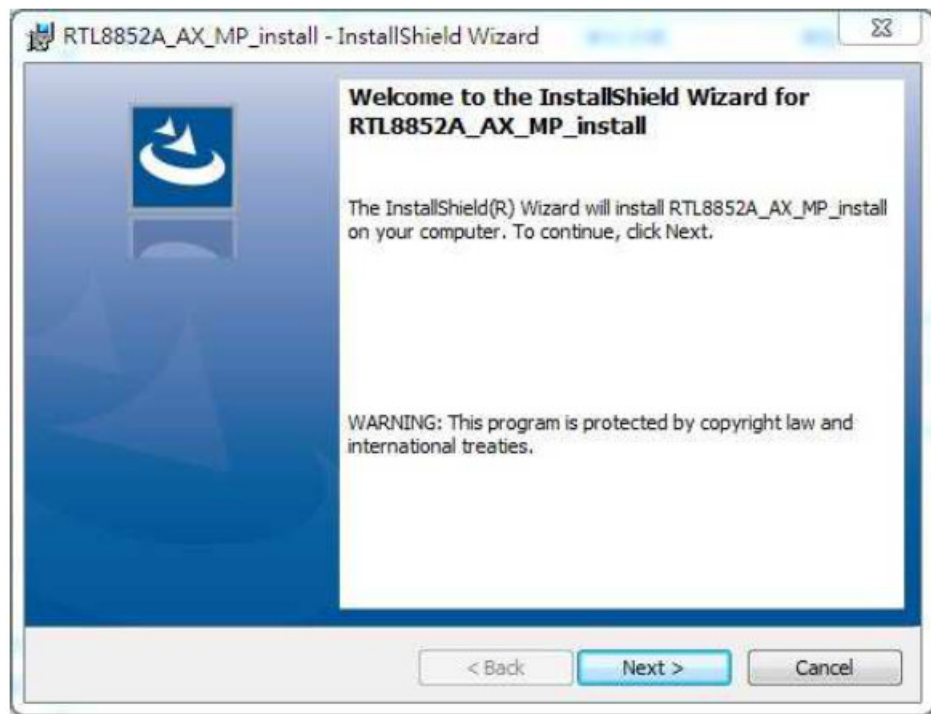 RTL8852A_AX_MP_install - InstallShield Wizard
Welcome to the InstallShield Wizard for
RTL8852A_AX_MP_install
The InstallShield(R) Wizard will install RTL8852A_AX_MP_install
on your computer. To continue, click Next.
WARNING: This program is protected by copyright law and
international treaties.
< Back
Next >
Cancel